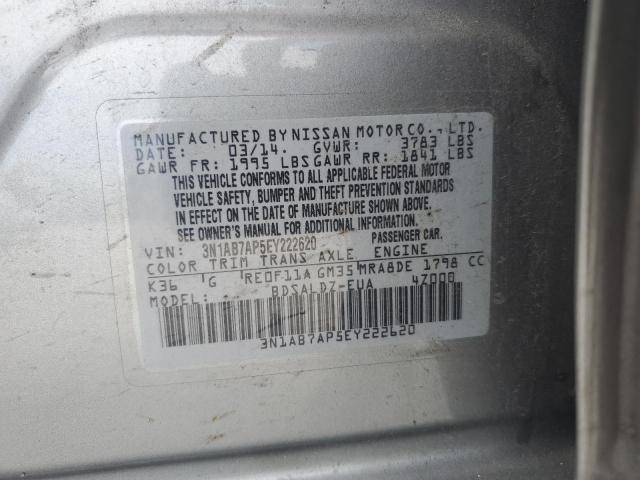 MANUFACTURED BY NISSAN MOTOR CO., LTD.
DATE: 03/14. GVWR: 3783 LBS
GAWR FR: 1995 LBS GAWR RR: 1841 LBS
THIS VEHICLE CONFORMS TO ALL APPLICABLE FEDERAL MOTOR
VEHICLE SAFETY, BUMPER AND THEFT PREVENTION STANDARDS
IN EFFECT ON THE DATE OF MANUFACTURE SHOWN ABOVE.
SEE OWNER'S MANUAL FOR ADDITIONAL INFORMATION.
VIN: 3N1AB7AP5EY222620 PASSENGER CAR.
COLOR TRIM TRANS AXLE ENGINE
K36 G RE0F11A GM35 MRA8DE 1798 CC
MODEL: BDSALDZ-EUA 4Z000
3N1AB7AP5EY222620